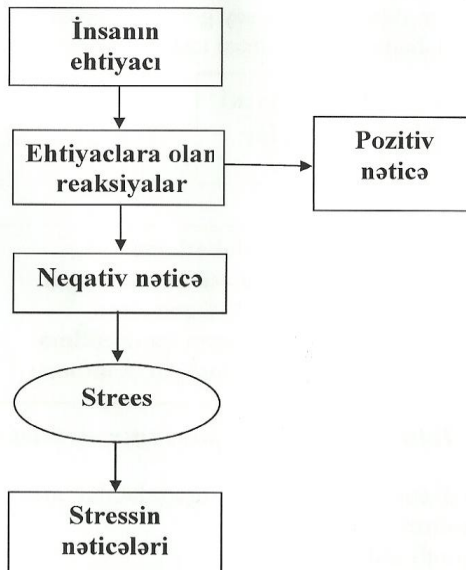 İnsanın
ehtiyacı
Ehtiyaclara olan
reaksiyalar
Pozitiv
nəticə
Neqativ nəticə
Strees
Stressin
nəticələri